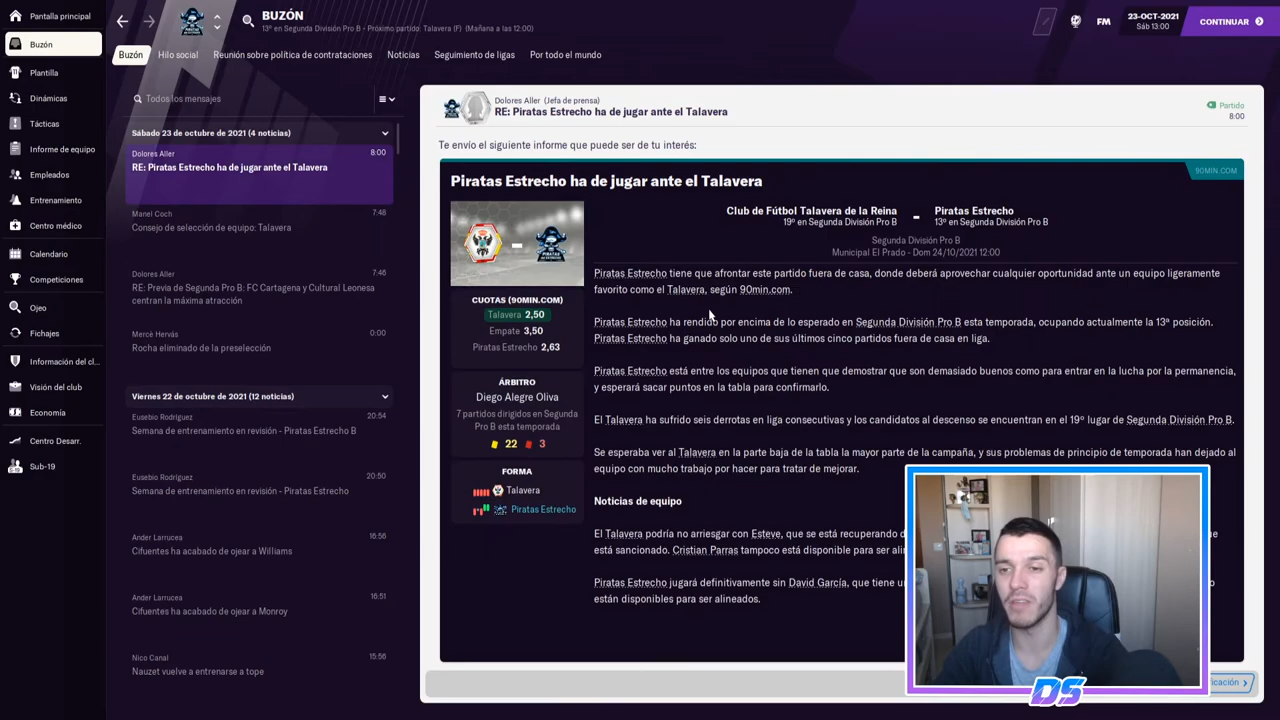 Pantalla principal
Buzón
Plantilla
Dinámicas
Tácticas
Informe de equipo
Empleados
Entrenamiento
Centro médico
Calendario
Competiciones
Ojeo
Fichajes
Información del cl...
Visión del club
Economía
Centro Desarr.
Sub-19
BUZÓN
13º en Segunda División Pro B - Próximo partido: Talavera (F) (Mañana a las 12:00)
FM
23-OCT-2021
Sáb 13:00
CONTINUAR
Buzón
Hilo social
Reunión sobre política de contrataciones
Noticias
Seguimiento de ligas
Por todo el mundo
Todos los mensajes
Sábado 23 de octubre de 2021 (4 noticias)
Dolores Aller 8:00
RE: Piratas Estrecho ha de jugar ante el Talavera
Manel Coch 7:48
Consejo de selección de equipo: Talavera
Dolores Aller 7:46
RE: Previa de Segunda Pro B: FC Cartagena y Cultural Leonesa
centran la máxima atración
Mercè Hervás 0:00
Rocha eliminado de la preselección
Viernes 22 de octubre de 2021 (12 noticias)
Eusebio Rodríguez 20:54
Semana de entrenamiento en revisión - Piratas Estrecho B
Eusebio Rodríguez 20:50
Semana de entrenamiento en revisión - Piratas Estrecho
Ander Larrucea 16:56
Cifuentes ha acabado de ojear a Williams
Ander Larrucea 16:51
Cifuentes ha acabado de ojear a Monroy
Nico Canal 15:56
Nauzet vuelve a entrenarse a tope
Dolores Aller (Jefa de prensa)
RE: Piratas Estrecho ha de jugar ante el Talavera
Partido
8:00
Te envío el siguiente informe que puede ser de tu interés:
90MIN.COM
Piratas Estrecho ha de jugar ante el Talavera
Club de Fútbol Talavera de la Reina - Piratas Estrecho
19º en Segunda División Pro B 13º en Segunda División Pro B
Segunda División Pro B
Municipal El Prado - Dom 24/10/2021 12:00
CUOTAS (90MIN.COM)
Talavera 2,50
Empate 3,50
Piratas Estrecho 2,63
ÁRBITRO
Diego Alegre Oliva
7 partidos dirigidos en Segunda
Pro B esta temporada
22 3
FORMA
Talavera
Piratas Estrecho
Piratas Estrecho tiene que afrontar este partido fuera de casa, donde deberá aprovechar cualquier oportunidad ante un equipo ligeramente
favorito como el Talavera, según 90min.com.
Piratas Estrecho ha rendido por encima de lo esperado en Segunda División Pro B esta temporada, ocupando actualmente la 13ª posición.
Piratas Estrecho ha ganado solo uno de sus últimos cinco partidos fuera de casa en liga.
Piratas Estrecho está entre los equipos que tienen que demostrar que son demasiado buenos como para entrar en la lucha por la permanencia,
y esperará sacar puntos en la tabla para confirmarlo.
El Talavera ha sufrido seis derrotas en liga consecutivas y los candidatos al descenso se encuentran en el 19º lugar de Segunda División Pro B.
Se esperaba ver al Talavera en la parte baja de la tabla la mayor parte de la campaña, y sus problemas de principio de temporada han dejado al
equipo con mucho trabajo por hacer para tratar de mejorar.
Noticias de equipo
El Talavera podría no arriesgar con Esteve, que se está recuperando d
está sancionado. Cristian Parras tampoco está disponible para ser ali
Piratas Estrecho jugará definitivamente sin David García, que tiene u
están disponibles para ser alineados.
ificación
DS